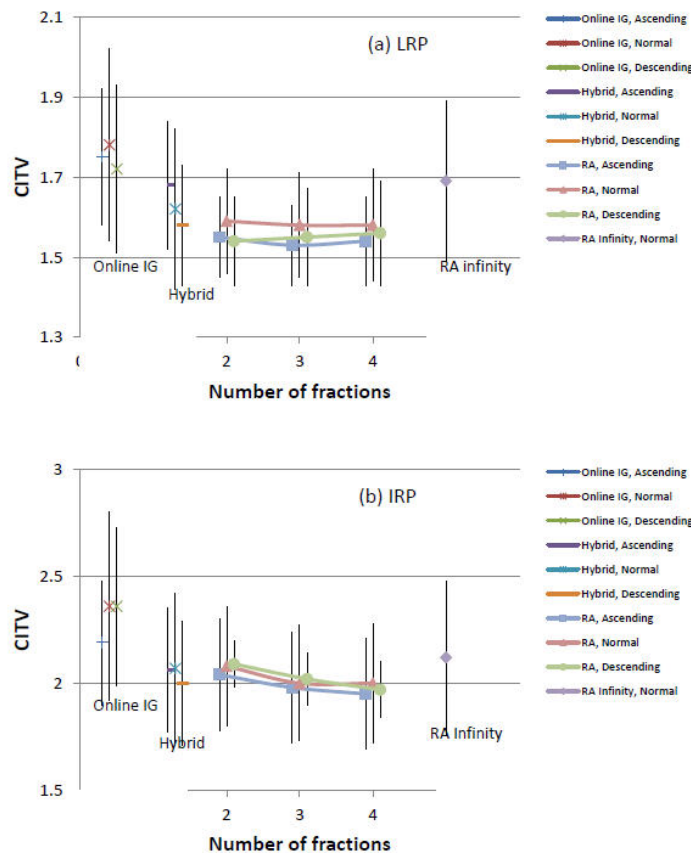 2.1
(a) LRP
1.9
1.7
CITV
1.5
Online IG
RA infinity
Hybrid
1.3
2
3
4
Number of fractions
Online IG, Ascending
Online IG, Normal
Online IG, Descending
Hybrid, Ascending
Hybrid, Normal
Hybrid, Descending
RA, Ascending
RA, Normal
RA, Descending
RA Infinity, Normal
3
(b) IRP
2.5
CITV
2
Online IG
RA Infinity
Hybrid
1.5
2
3
4
Number of fractions
Online IG, Ascending
Online IG, Normal
Online IG, Descending
Hybrid, Ascending
Hybrid, Normal
Hybrid, Descending
RA, Ascending
RA, Normal
RA, Descending
RA Infinity, Normal